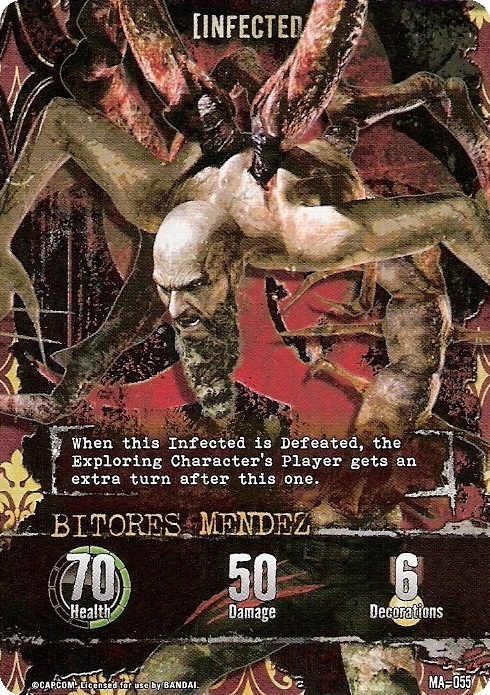 [INFECTED
When this Infected is Defeated, the
Exploring Character's Player gets an
extra turn after this one.
BITORES MENDEZ
70
Health
50
Damage
6
Decorations
©CAPCOM. Licensed for use by BANDAI.
MA-055